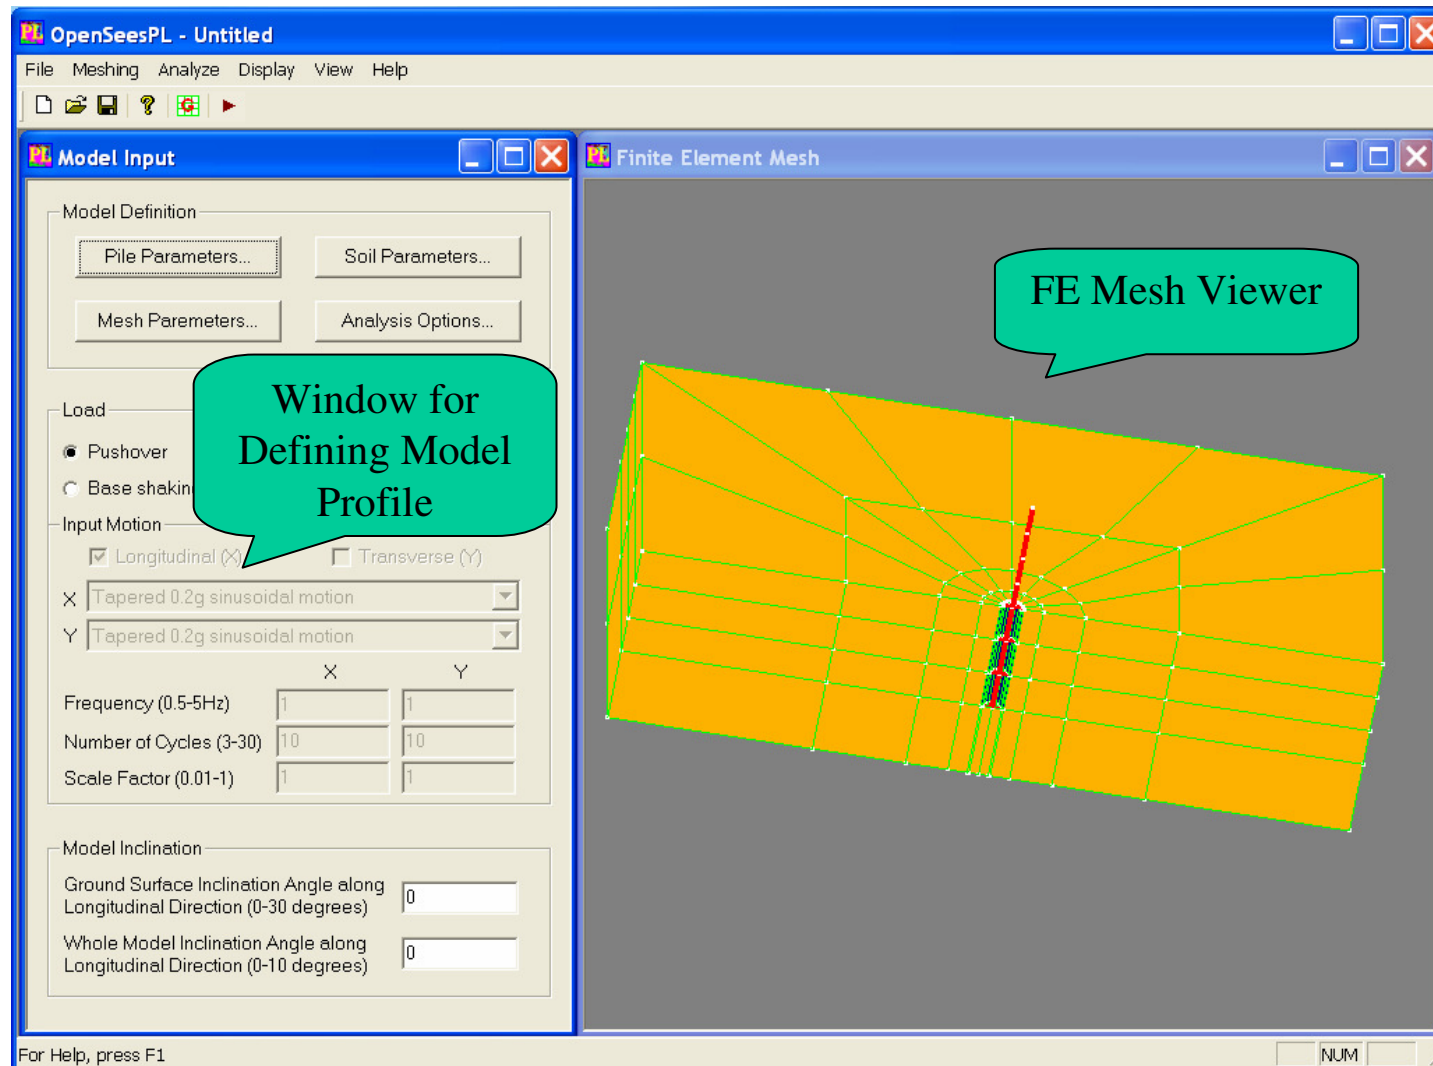 OpenSeesPL - Untitled
File Meshing Analyze Display View Help
Model Input
Model Definition
Pile Parameters... Soil Parameters...
Mesh Paremeters... Analysis Options...
Window for
Defining Model
Profile
Load
Pushover
Base shakin
Input Motion
Longitudinal (X) Transverse (Y)
X Tapered 0.2g sinusoidal motion
Y Tapered 0.2g sinusoidal motion
X Y
Frequency (0.5-5Hz) 1 1
Number of Cycles (3-30) 10 10
Scale Factor (0.01-1) 1 1
Model Inclination
Ground Surface Inclination Angle along
Longitudinal Direction (0-30 degrees) 0
Whole Model Inclination Angle along
Longitudinal Direction (0-10 degrees) 0
Finite Element Mesh
FE Mesh Viewer
For Help, press F1
NUM